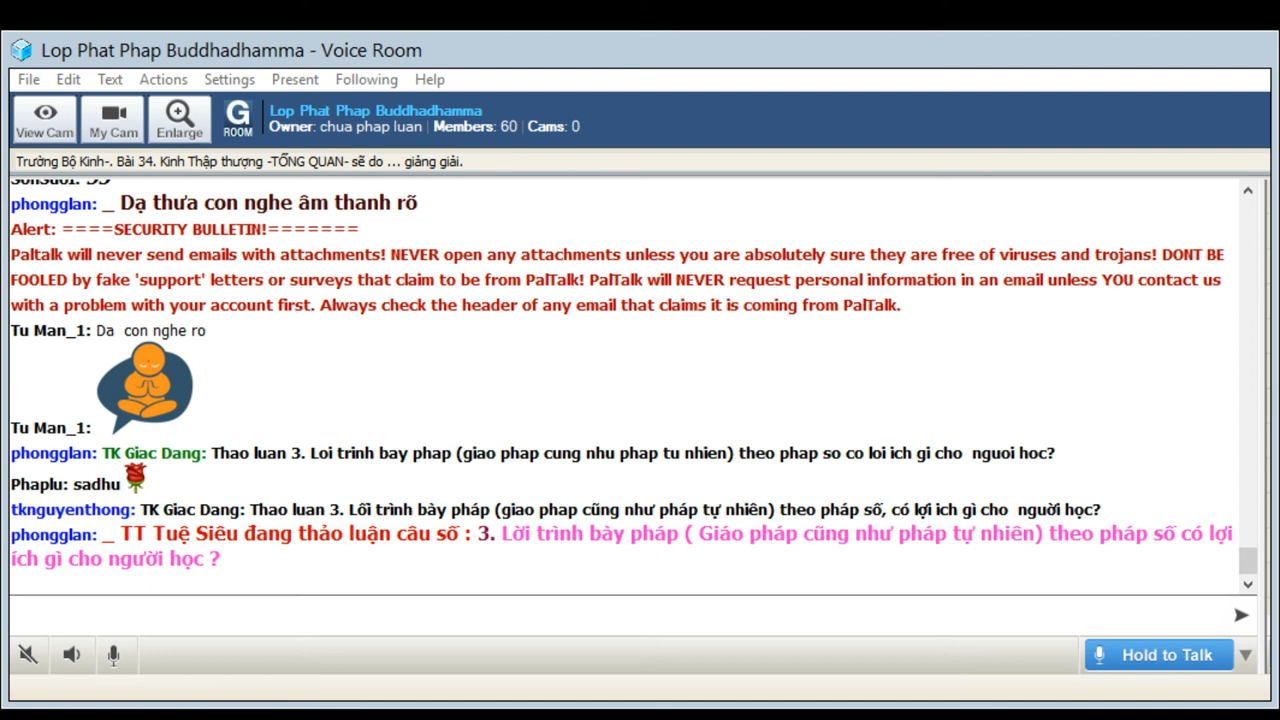 Lop Phat Phap Buddhadhamma - Voice Room
File Edit Text Actions Settings Present Following Help
View Cam My Cam Enlarge G ROOM
Lop Phat Phap Buddhadhamma
Owner: chua phap luan | Members: 60 | Cams: 0
Trường Bộ Kinh-. Bài 34. Kinh Thập thượng -TỔNG QUAN- sẽ do ... giảng giải.
phongglan: _ Dạ thưa con nghe âm thanh rõ
Alert: ====SECURITY BULLETIN!=======
Paltalk will never send emails with attachments! NEVER open any attachments unless you are absolutely sure they are free of viruses and trojans! DONT BE
FOOLED by fake 'support' letters or surveys that claim to be from PalTalk! PalTalk will NEVER request personal information in an email unless YOU contact us
with a problem with your account first. Always check the header of any email that claims it is coming from PalTalk.
Tu Man_1: Da con nghe ro
Tu Man_1:
phongglan: TK Giac Dang: Thao luan 3. Loi trinh bay phap (giao phap cung nhu phap tu nhien) theo phap so co loi ich gi cho nguoi hoc?
Phaplu: sadhu
tknguyenthong: TK Giac Dang: Thao luan 3. Lối trình bày pháp (giao phap cũng như pháp tự nhiên) theo pháp số, có lợi ich gì cho người học?
phongglan: _ TT Tuệ Siêu đang thảo luận câu số : 3. Lời trình bày pháp ( Giáo pháp cũng như pháp tự nhiên) theo pháp số có lợi
ích gì cho người học ?
Hold to Talk